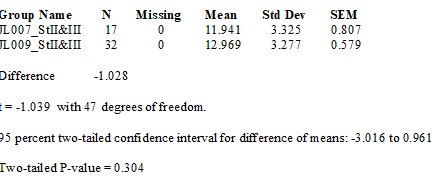 Group Name N Missing Mean Std Dev SEM
JL007_StII&III 17 0 11.941 3.325 0.807
JL009_StII&III 32 0 12.969 3.277 0.579
Difference -1.028
t = -1.039 with 47 degrees of freedom.
95 percent two-tailed confidence interval for difference of means: -3.016 to 0.961
Two-tailed P-value = 0.304